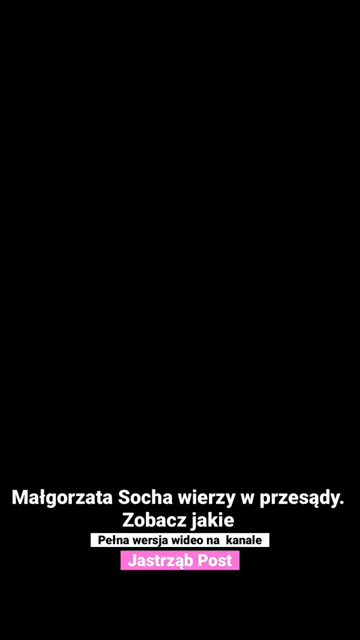 Małgorzata Socha wierzy w przesądy.
Zobacz jakie
Pełna wersja wideo na kanale
Jastrząb Post